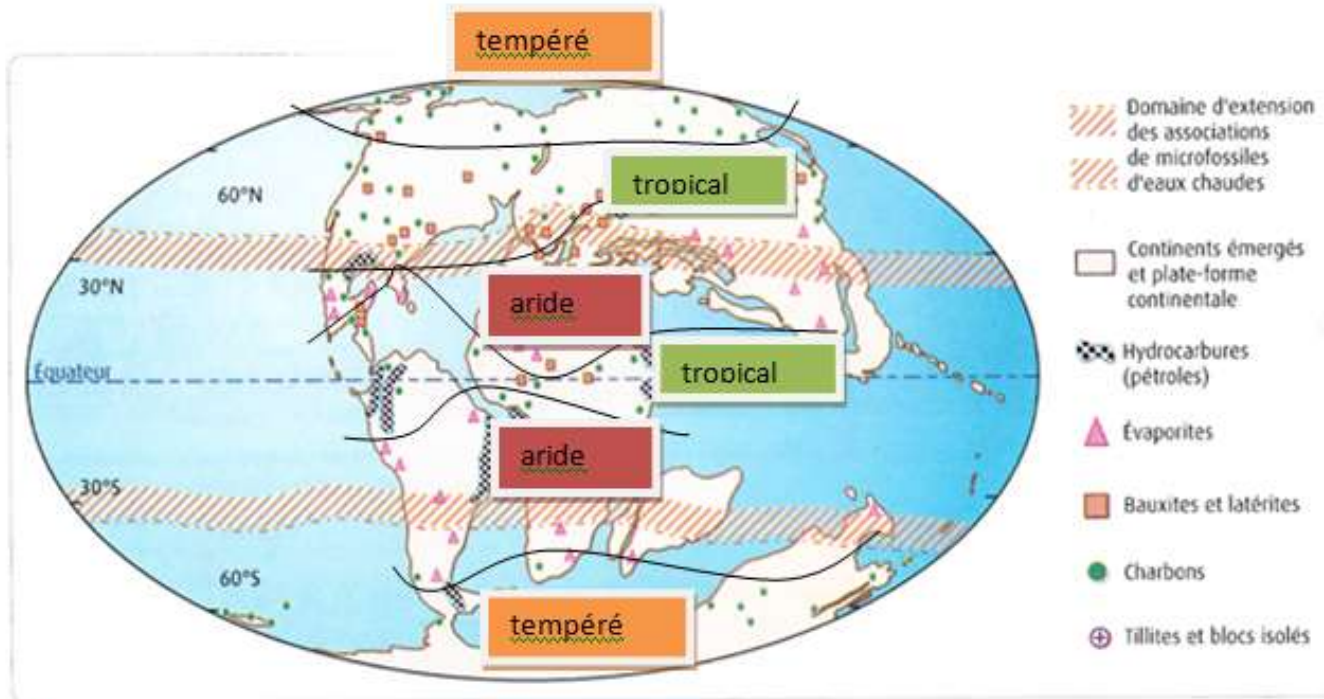 tempéré
60°N
tropical
30°N
aride
Équateur
tropical
aride
30°S
60°S
tempéré
Domaine d'extension
des associations
de microfossiles
d'eaux chaudes
Continents émergés
et plate-forme
continentale
Hydrocarbures
(pétroles)
Évaporites
Bauxites et latérites
Charbons
Tillites et blocs isolés